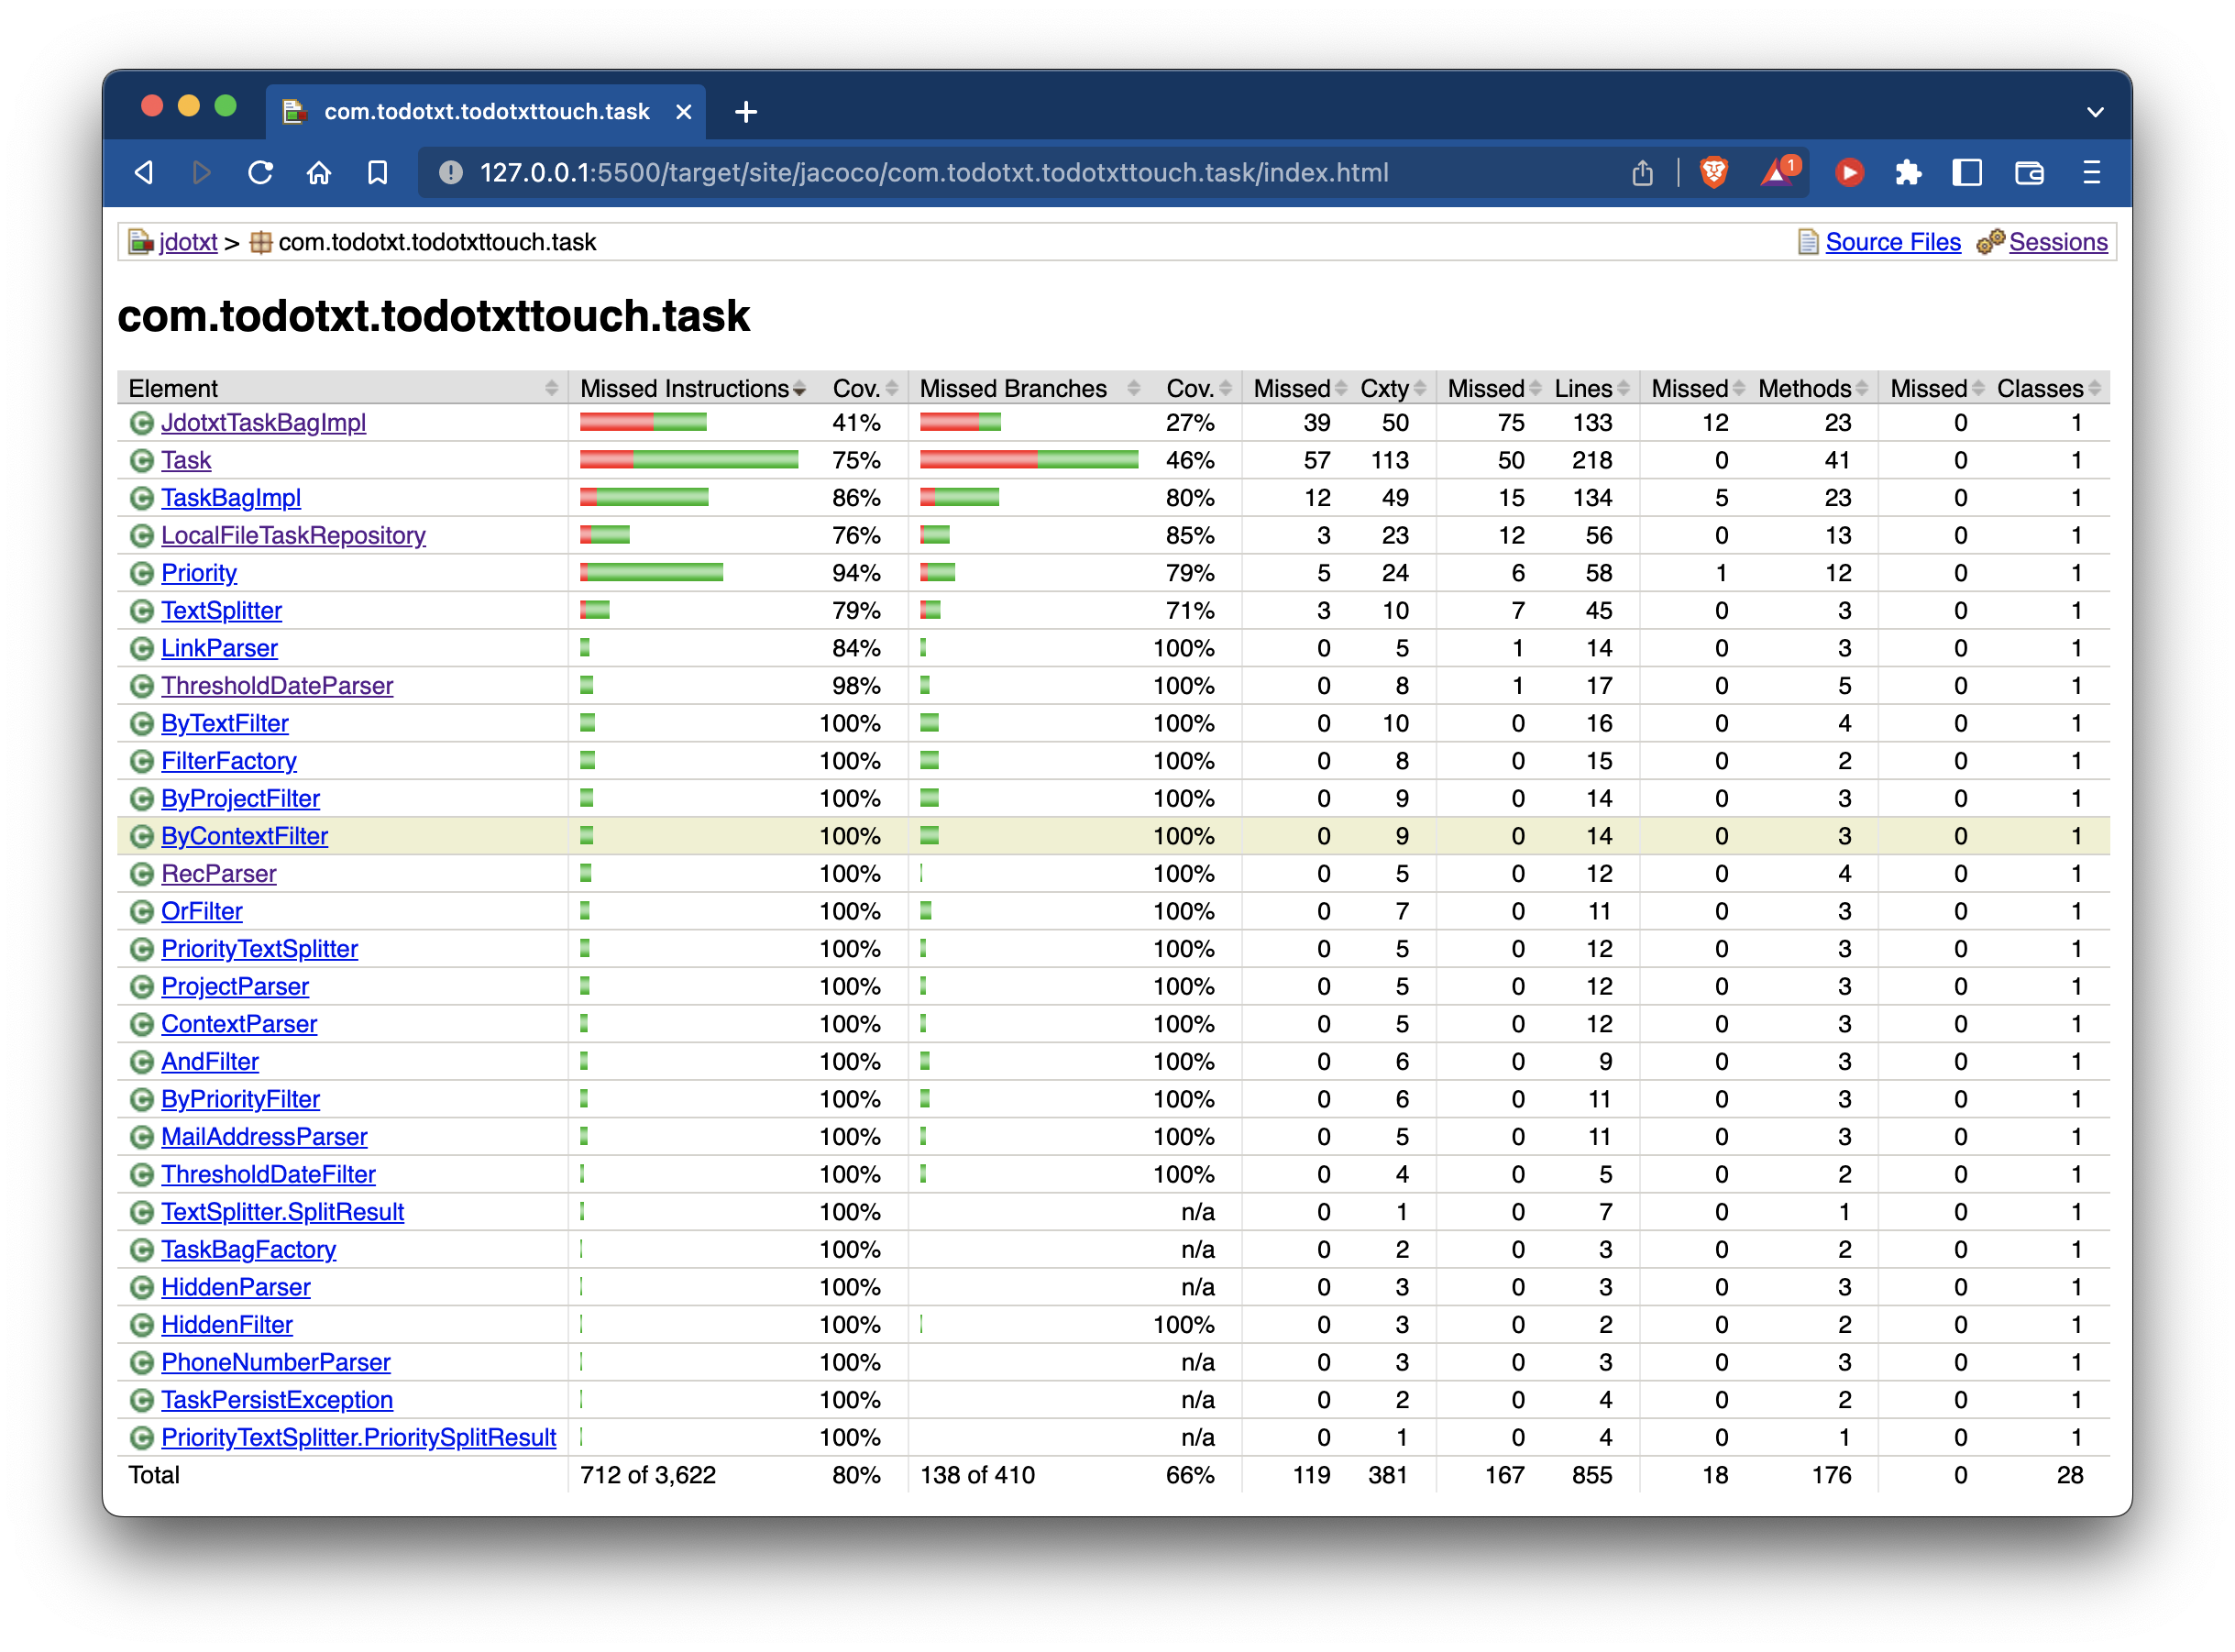 com.todotxt.todotxttouch.task
127.0.0.1:5500/target/site/jacoco/com.todotxt.todotxttouch.task/index.html 1
jdotxt > com.todotxt.todotxttouch.task Source Files Sessions
com.todotxt.todotxttouch.task
Element Missed Instructions Cov. Missed Branches Cov. Missed Cxty Missed Lines Missed Methods Missed Classes
C JdotxtTaskBagImpl 41% 27% 39 50 75 133 12 23 0 1
C Task 75% 46% 57 113 50 218 0 41 0 1
C TaskBagImpl 86% 80% 12 49 15 134 5 23 0 1
C LocalFileTaskRepository 76% 85% 3 23 12 56 0 13 0 1
C Priority 94% 79% 5 24 6 58 1 12 0 1
C TextSplitter 79% 71% 3 10 7 45 0 3 0 1
C LinkParser 84% 100% 0 5 1 14 0 3 0 1
C ThresholdDateParser 98% 100% 0 8 1 17 0 5 0 1
C ByTextFilter 100% 100% 0 10 0 16 0 4 0 1
C FilterFactory 100% 100% 0 8 0 15 0 2 0 1
C ByProjectFilter 100% 100% 0 9 0 14 0 3 0 1
C ByContextFilter 100% 100% 0 9 0 14 0 3 0 1
C RecParser 100% 100% 0 5 0 12 0 4 0 1
C OrFilter 100% 100% 0 7 0 11 0 3 0 1
C PriorityTextSplitter 100% 100% 0 5 0 12 0 3 0 1
C ProjectParser 100% 100% 0 5 0 12 0 3 0 1
C ContextParser 100% 100% 0 5 0 12 0 3 0 1
C AndFilter 100% 100% 0 6 0 9 0 3 0 1
C ByPriorityFilter 100% 100% 0 6 0 11 0 3 0 1
C MailAddressParser 100% 100% 0 5 0 11 0 3 0 1
C ThresholdDateFilter 100% 100% 0 4 0 5 0 2 0 1
C TextSplitter.SplitResult 100% n/a 0 1 0 7 0 1 0 1
C TaskBagFactory 100% n/a 0 2 0 3 0 2 0 1
C HiddenParser 100% n/a 0 3 0 3 0 3 0 1
C HiddenFilter 100% 100% 0 3 0 2 0 2 0 1
C PhoneNumberParser 100% n/a 0 3 0 3 0 3 0 1
C TaskPersistException 100% n/a 0 2 0 4 0 2 0 1
C PriorityTextSplitter.PrioritySplitResult 100% n/a 0 1 0 4 0 1 0 1
Total 712 of 3,622 80% 138 of 410 66% 119 381 167 855 18 176 0 28